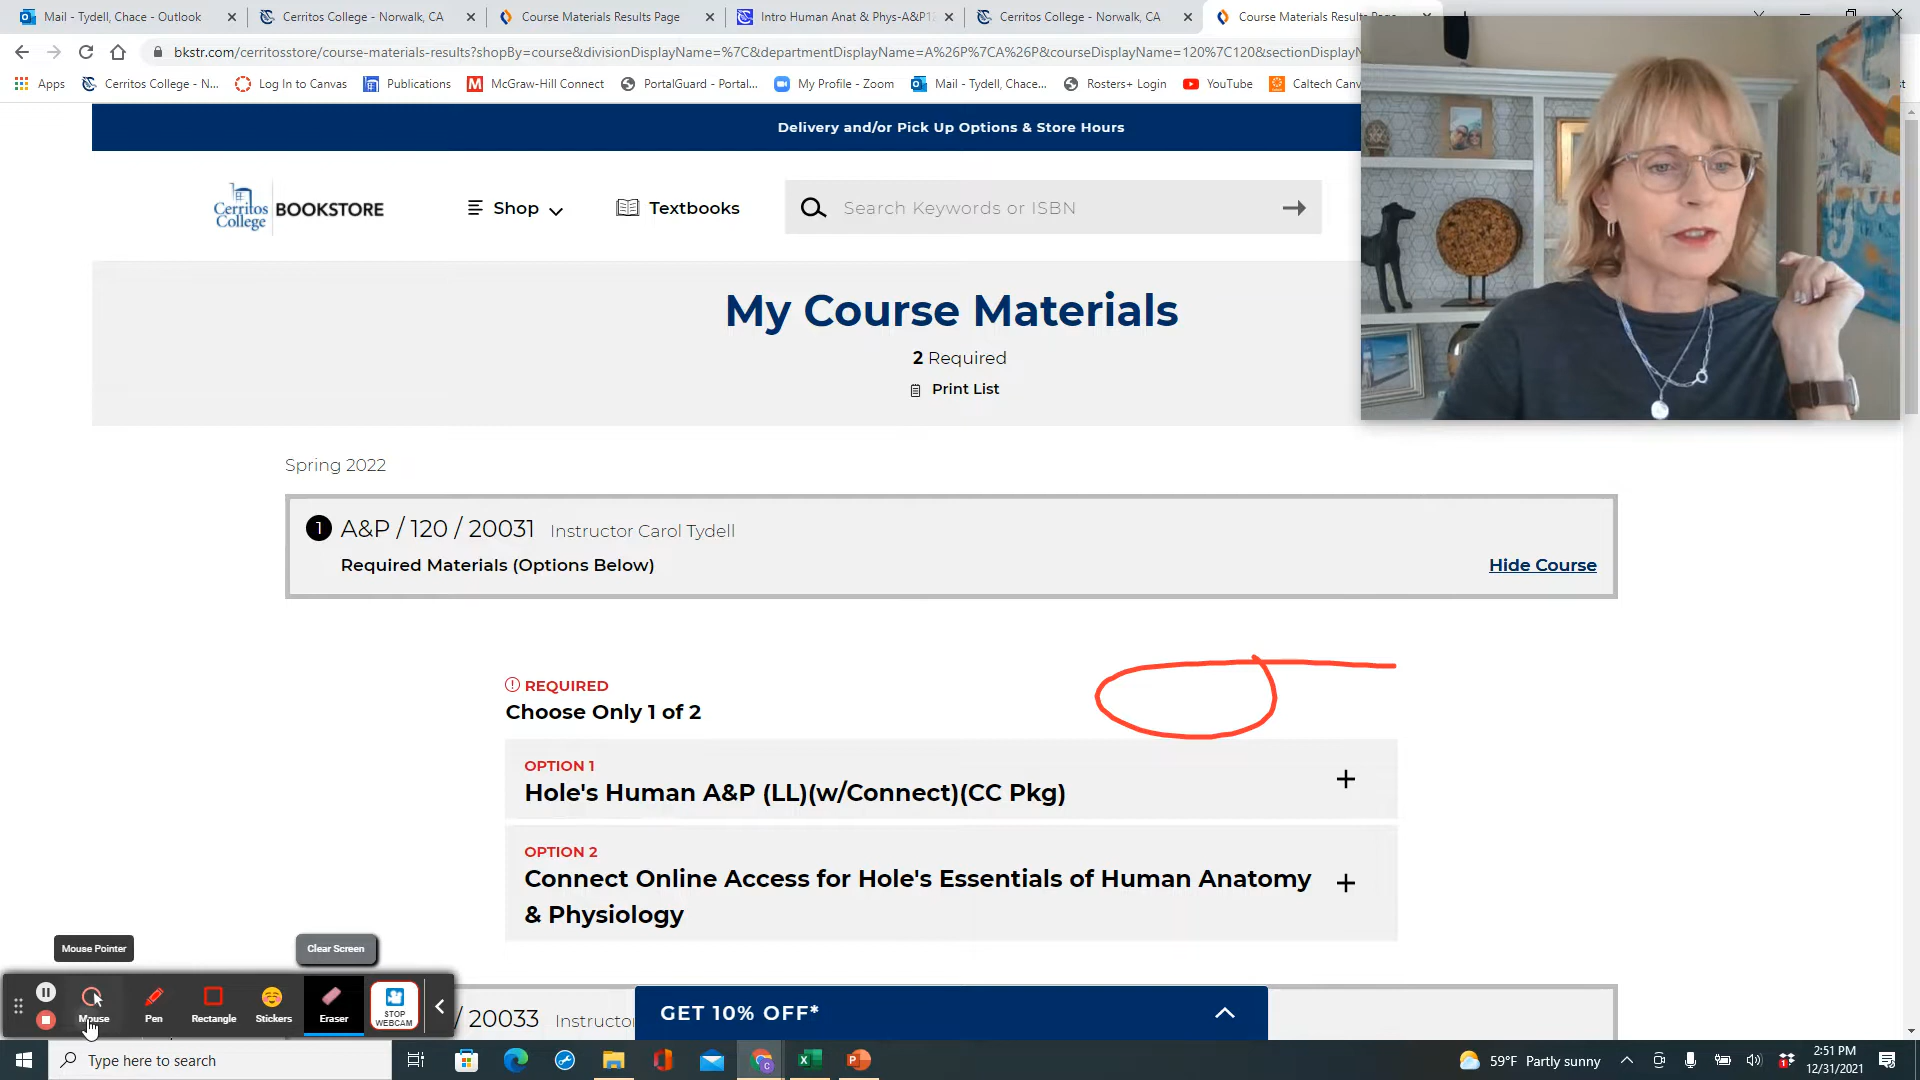 Mail - Tydell, Chace - Outlook
Cerritos College - Norwalk, CA
Course Materials Results Page
Intro Human Anat & Phys-A&P1
Cerritos College - Norwalk, CA
Course Materials Results Page
bkstr.com/cerritosstore/course-materials-results?shopBy=course&divisionDisplayName=%7C&departmentDisplayName=A%26P%7CA%26P&courseDisplayName=120%7C120&sectionDisplayN
Apps
Cerritos College - N...
Log In to Canvas
Publications
McGraw-Hill Connect
PortalGuard - Portal...
My Profile - Zoom
Mail - Tydell, Chace...
Rosters+ Login
YouTube
Caltech Canv
Delivery and/or Pick Up Options & Store Hours
Cerritos College
BOOKSTORE
Shop
Textbooks
Search Keywords or ISBN
My Course Materials
2 Required
Print List
Spring 2022
1 A&P / 120 / 20031 Instructor Carol Tydell
Required Materials (Options Below)
Hide Course
REQUIRED
Choose Only 1 of 2
OPTION 1
Hole's Human A&P (LL)(w/Connect)(CC Pkg)
OPTION 2
Connect Online Access for Hole's Essentials of Human Anatomy
& Physiology
Mouse Pointer
Clear Screen
Mouse
Pen
Rectangle
Stickers
Eraser
STOP WEBCAM
/ 20033 Instructor
GET 10% OFF*
Type here to search
59°F Partly sunny
2:51 PM
12/31/2021